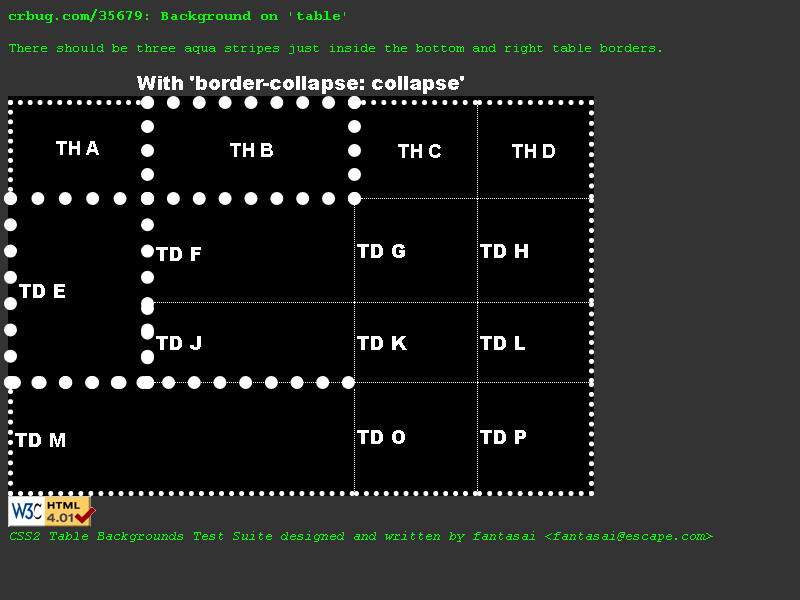 crbug.com/35679: Background on 'table'
There should be three aqua stripes just inside the bottom and right table borders.
With 'border-collapse: collapse'
TH A
TH B
TH C
TH D
TD E
TD F
TD G
TD H
TD J
TD K
TD L
TD M
TD O
TD P
W3C HTML 4.01
CSS2 Table Backgrounds Test Suite designed and written by fantasai <fantasai@escape.com>